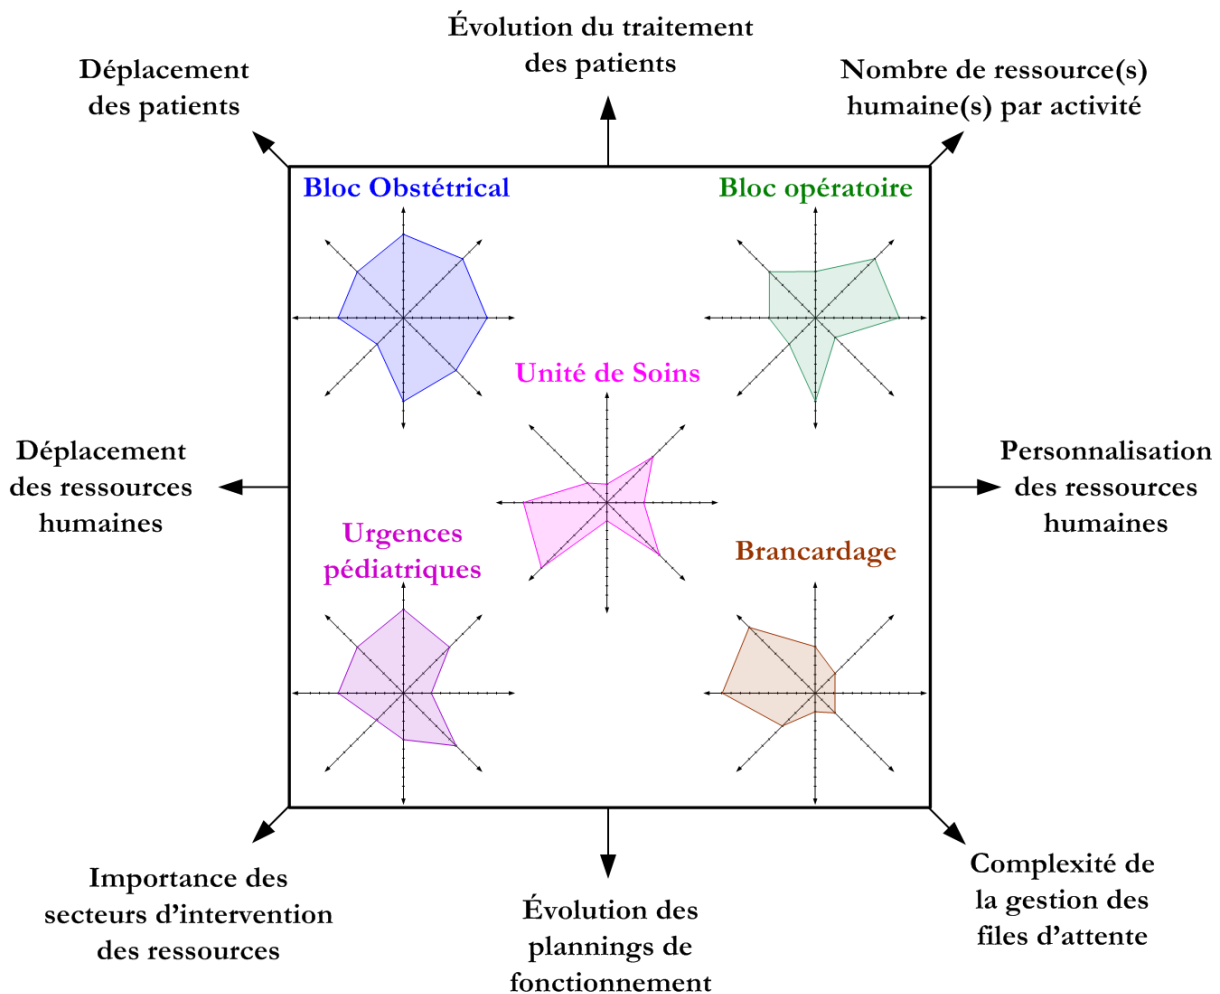 Évolution du traitement
des patients
Déplacement
des patients
Nombre de ressource(s)
humaine(s) par activité
Bloc Obstétrical
Bloc opératoire
Unité de Soins
Déplacement
des ressources
humaines
Personnalisation
des ressources
humaines
Urgences
pédiatriques
Brancardage
Importance des
secteurs d’intervention
des ressources
Évolution des
plannings de
fonctionnement
Complexité de
la gestion des
files d’attente